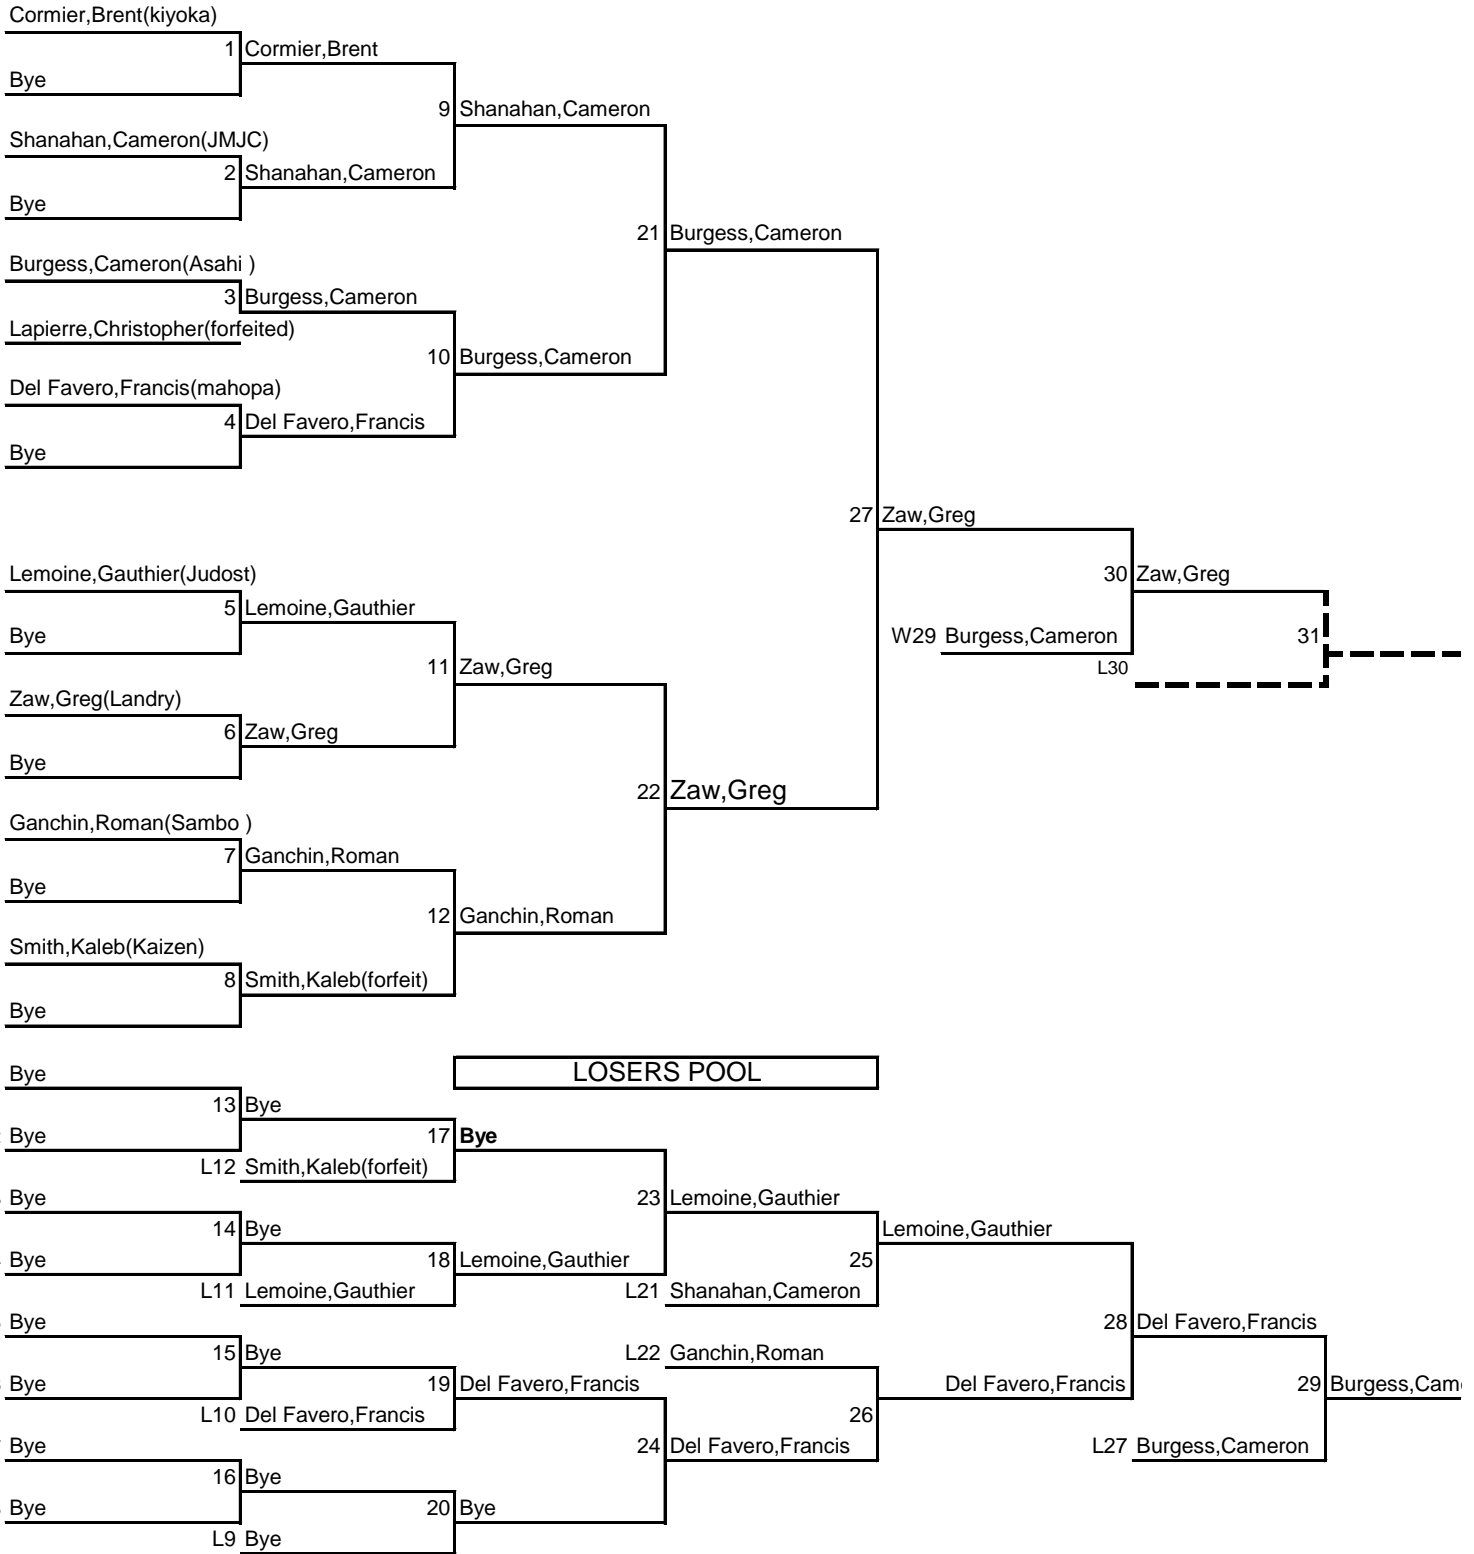 Cormier,Brent(kiyoka)
1 Cormier,Brent
Bye
9 Shanahan,Cameron
Shanahan,Cameron(JMJC)
2 Shanahan,Cameron
Bye
21 Burgess,Cameron
Burgess,Cameron(Asahi )
3 Burgess,Cameron
Lapierre,Christopher(forfeited)
10 Burgess,Cameron
Del Favero,Francis(mahopa)
4 Del Favero,Francis
Bye
27 Zaw,Greg
Lemoine,Gauthier(Judost)
30 Zaw,Greg
5 Lemoine,Gauthier
Bye
W29 Burgess,Cameron
31
11 Zaw,Greg
L30
Zaw,Greg(Landry)
6 Zaw,Greg
Bye
22 Zaw,Greg
Ganchin,Roman(Sambo )
7 Ganchin,Roman
Bye
12 Ganchin,Roman
Smith,Kaleb(Kaizen)
8 Smith,Kaleb(forfeit)
Bye
LOSERS POOL
Bye
13 Bye
Bye
17 Bye
L12 Smith,Kaleb(forfeit)
Bye
23 Lemoine,Gauthier
14 Bye
Lemoine,Gauthier
Bye
18 Lemoine,Gauthier
25
L11 Lemoine,Gauthier
L21 Shanahan,Cameron
Bye
28 Del Favero,Francis
15 Bye
L22 Ganchin,Roman
Bye
19 Del Favero,Francis
Del Favero,Francis
29 Burgess,Cam
L10 Del Favero,Francis
26
Bye
24 Del Favero,Francis
L27 Burgess,Cameron
16 Bye
Bye
20 Bye
L9 Bye